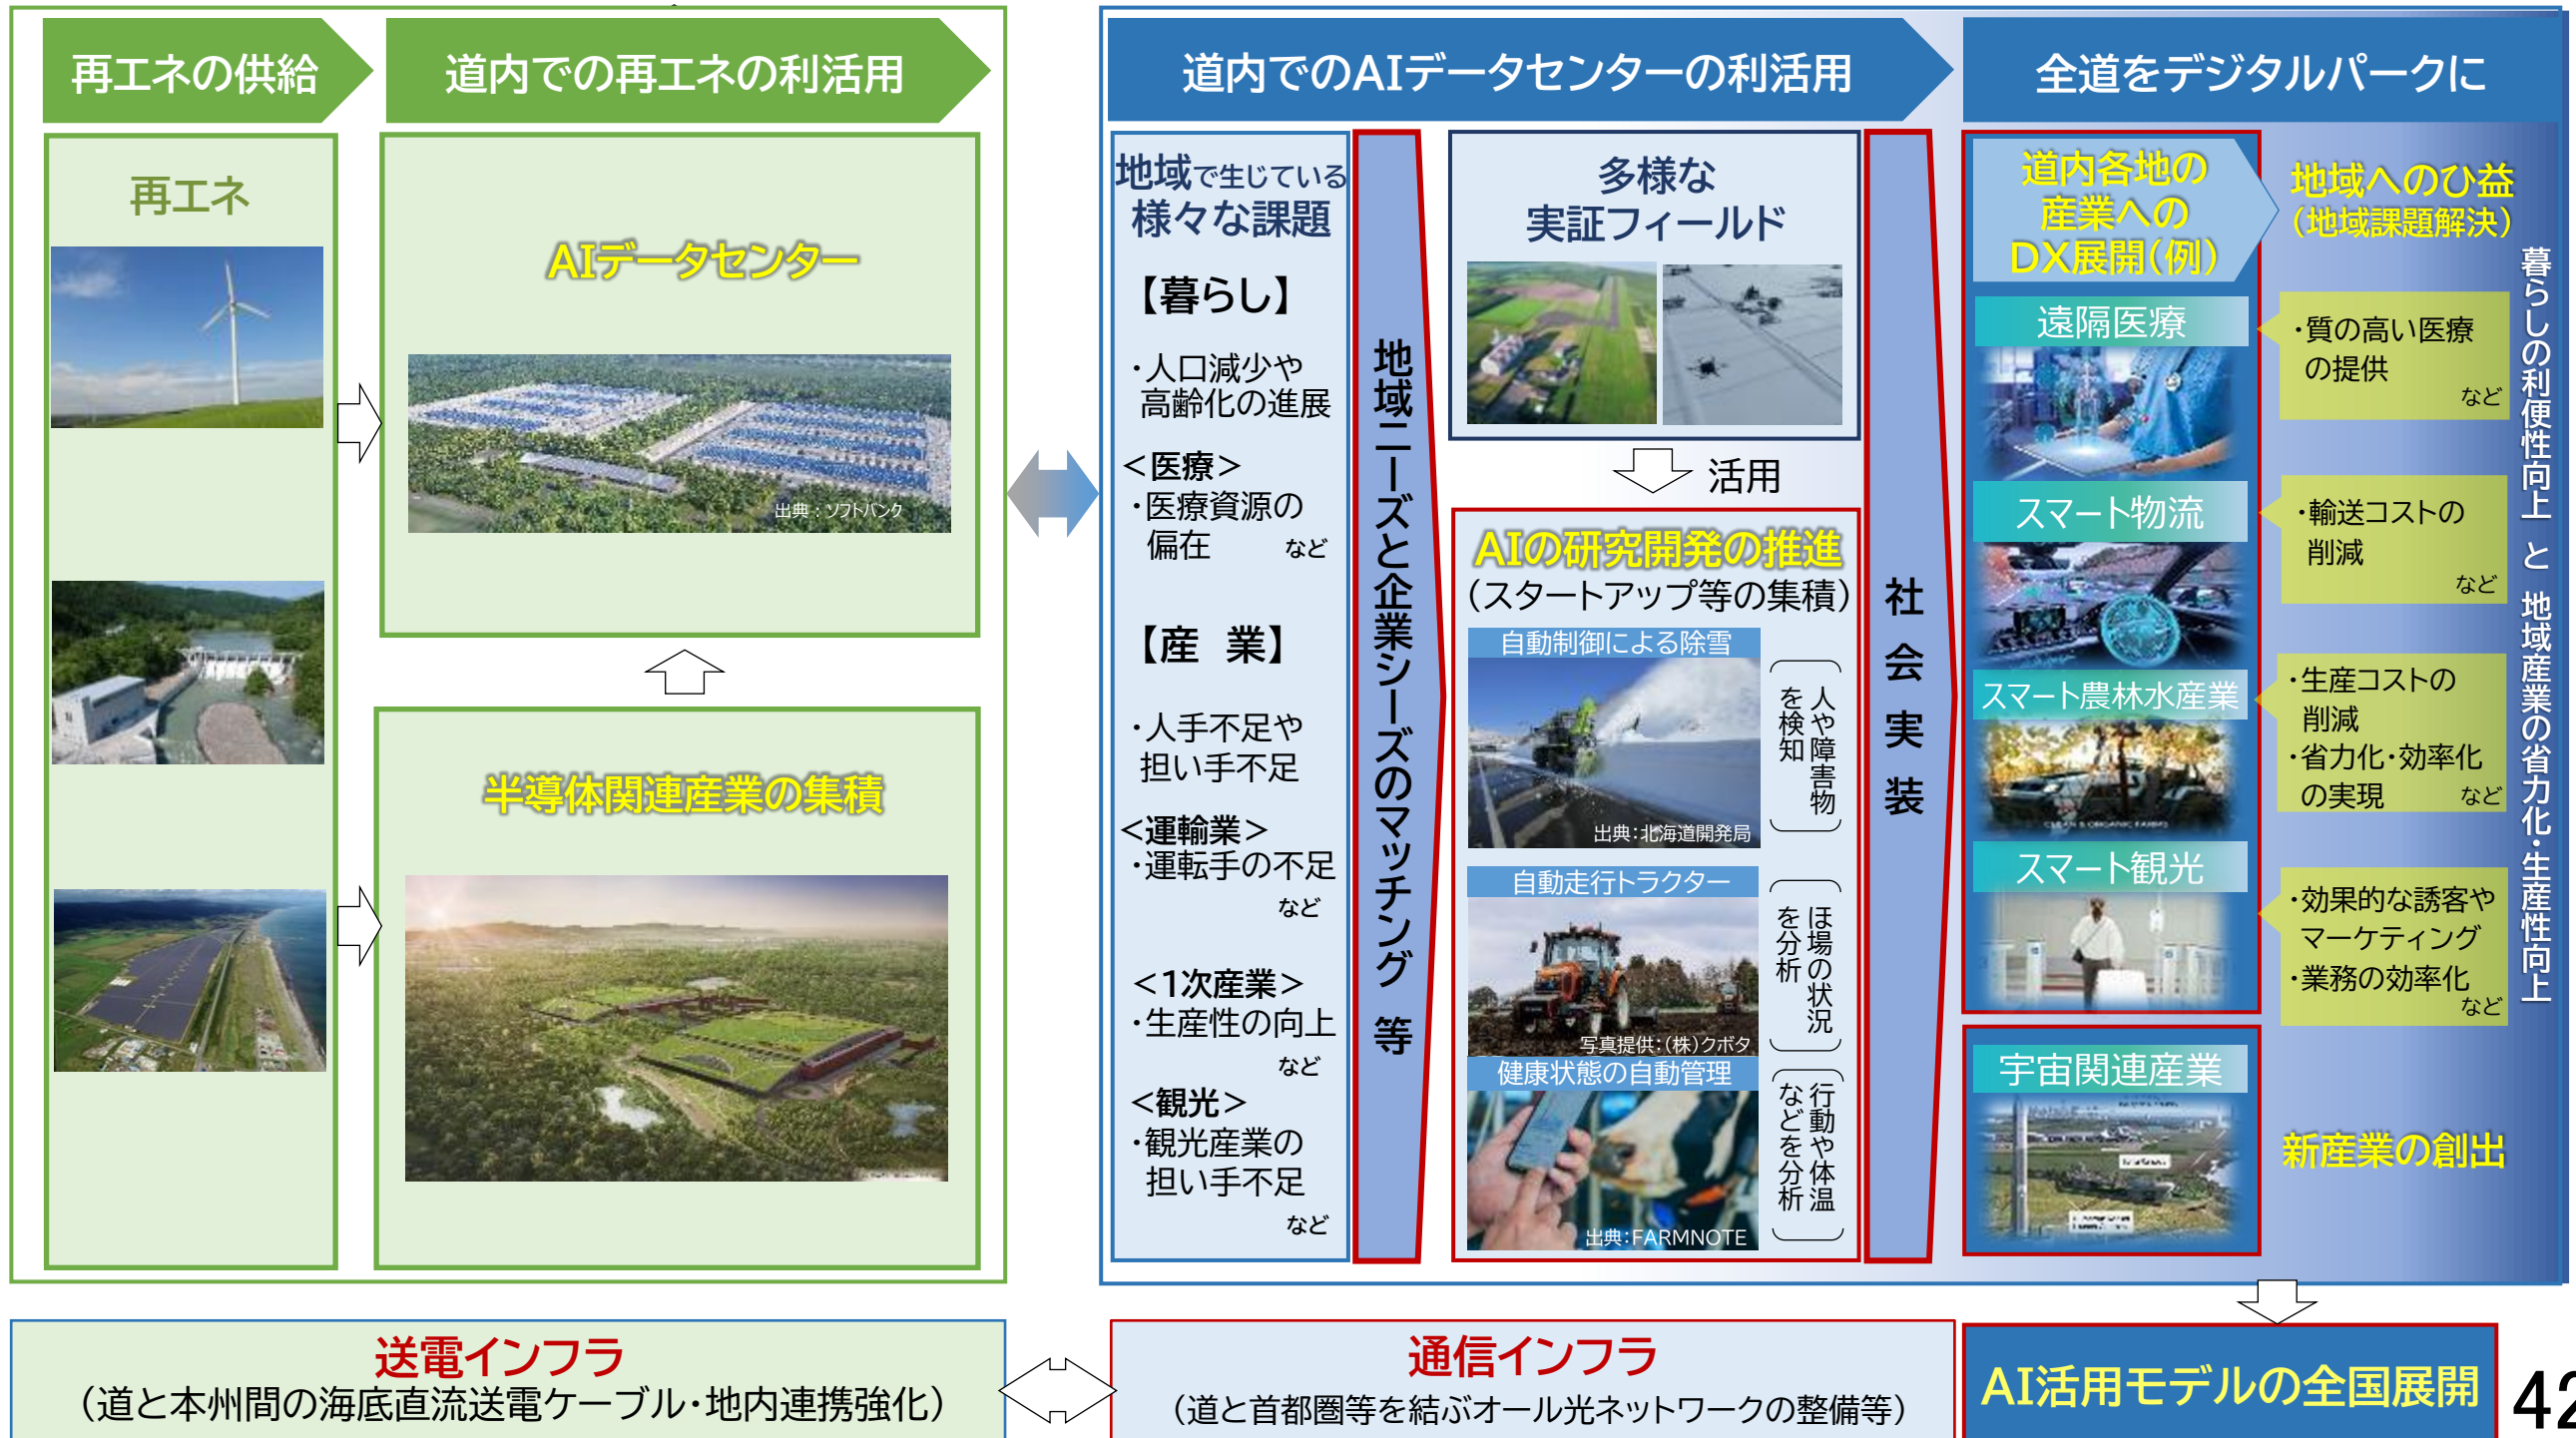 再エネの供給
道内での再エネの利活用
再エネ
AIデータセンター
出典：ソフトバンク
半導体関連産業の集積
道内でのAIデータセンターの利活用
全道をデジタルパークに
地域で生じている
様々な課題
【暮らし】
・人口減少や
高齢化の進展
＜医療＞
・医療資源の
偏在 など
【産 業】
・人手不足や
担い手不足
＜運輸業＞
・運転手の不足
など
＜1次産業＞
・生産性の向上
など
＜観光＞
・観光産業の
担い手不足
など
地域ニーズと企業シーズのマッチング 等
多様な
実証フィールド
活用
AIの研究開発の推進
（スタートアップ等の集積）
自動制御による除雪
出典：北海道開発局
人や障害物
を検知
自動走行トラクター
写真提供：（株）クボタ
ほ場の状況
を分析
健康状態の自動管理
出典：FARMNOTE
行動や体温
などを分析
社会実装
道内各地の
産業への
DX展開（例）
地域へのひ益
（地域課題解決）
遠隔医療
・質の高い医療
の提供
など
スマート物流
・輸送コストの
削減
など
スマート農林水産業
・生産コストの
削減
・省力化・効率化
の実現 など
スマート観光
・効果的な誘客や
マーケティング
・業務の効率化
など
宇宙関連産業
新産業の創出
暮らしの利便性向上 と 地域産業の省力化・生産性向上
送電インフラ
（道と本州間の海底直流送電ケーブル・地内連携強化）
通信インフラ
（道と首都圏等を結ぶオール光ネットワークの整備等）
AI活用モデルの全国展開
42